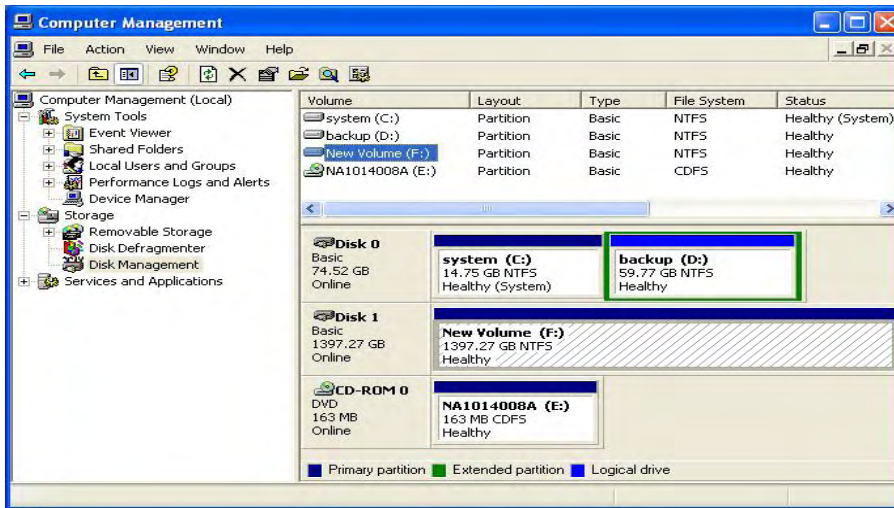 Computer Management
File Action View Window Help
Computer Management (Local)
System Tools
Event Viewer
Shared Folders
Local Users and Groups
Performance Logs and Alerts
Device Manager
Storage
Removable Storage
Disk Defragmenter
Disk Management
Services and Applications
Volume Layout Type File System Status
system (C:) Partition Basic NTFS Healthy (System)
backup (D:) Partition Basic NTFS Healthy
New Volume (F:) Partition Basic NTFS Healthy
NA1014008A (E:) Partition Basic CDFS Healthy
Disk 0
Basic
74.52 GB
Online
system (C:)
14.75 GB NTFS
Healthy (System)
backup (D:)
59.77 GB NTFS
Healthy
Disk 1
Basic
1397.27 GB
Online
New Volume (F:)
1397.27 GB NTFS
Healthy
CD-ROM 0
DVD
163 MB
Online
NA1014008A (E:)
163 MB CDFS
Healthy
Primary partition Extended partition Logical drive